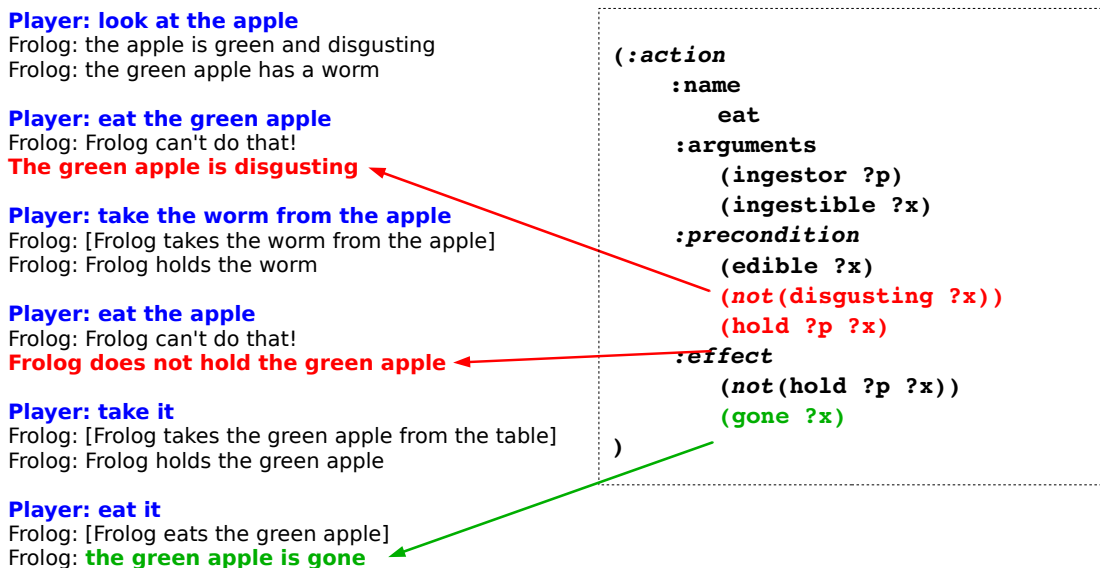 Player: look at the apple
Frolog: the apple is green and disgusting
Frolog: the green apple has a worm
Player: eat the green apple
Frolog: Frolog can't do that!
The green apple is disgusting
Player: take the worm from the apple
Frolog: [Frolog takes the worm from the apple]
Frolog: Frolog holds the worm
Player: eat the apple
Frolog: Frolog can't do that!
Frolog does not hold the green apple
Player: take it
Frolog: [Frolog takes the green apple from the table]
Frolog: Frolog holds the green apple
Player: eat it
Frolog: [Frolog eats the green apple]
Frolog: the green apple is gone
(:action
:name
eat
:arguments
(ingestor ?p)
(ingestible ?x)
:precondition
(edible ?x)
(not(disgusting ?x))
(hold ?p ?x)
:effect
(not(hold ?p ?x))
(gone ?x)
)